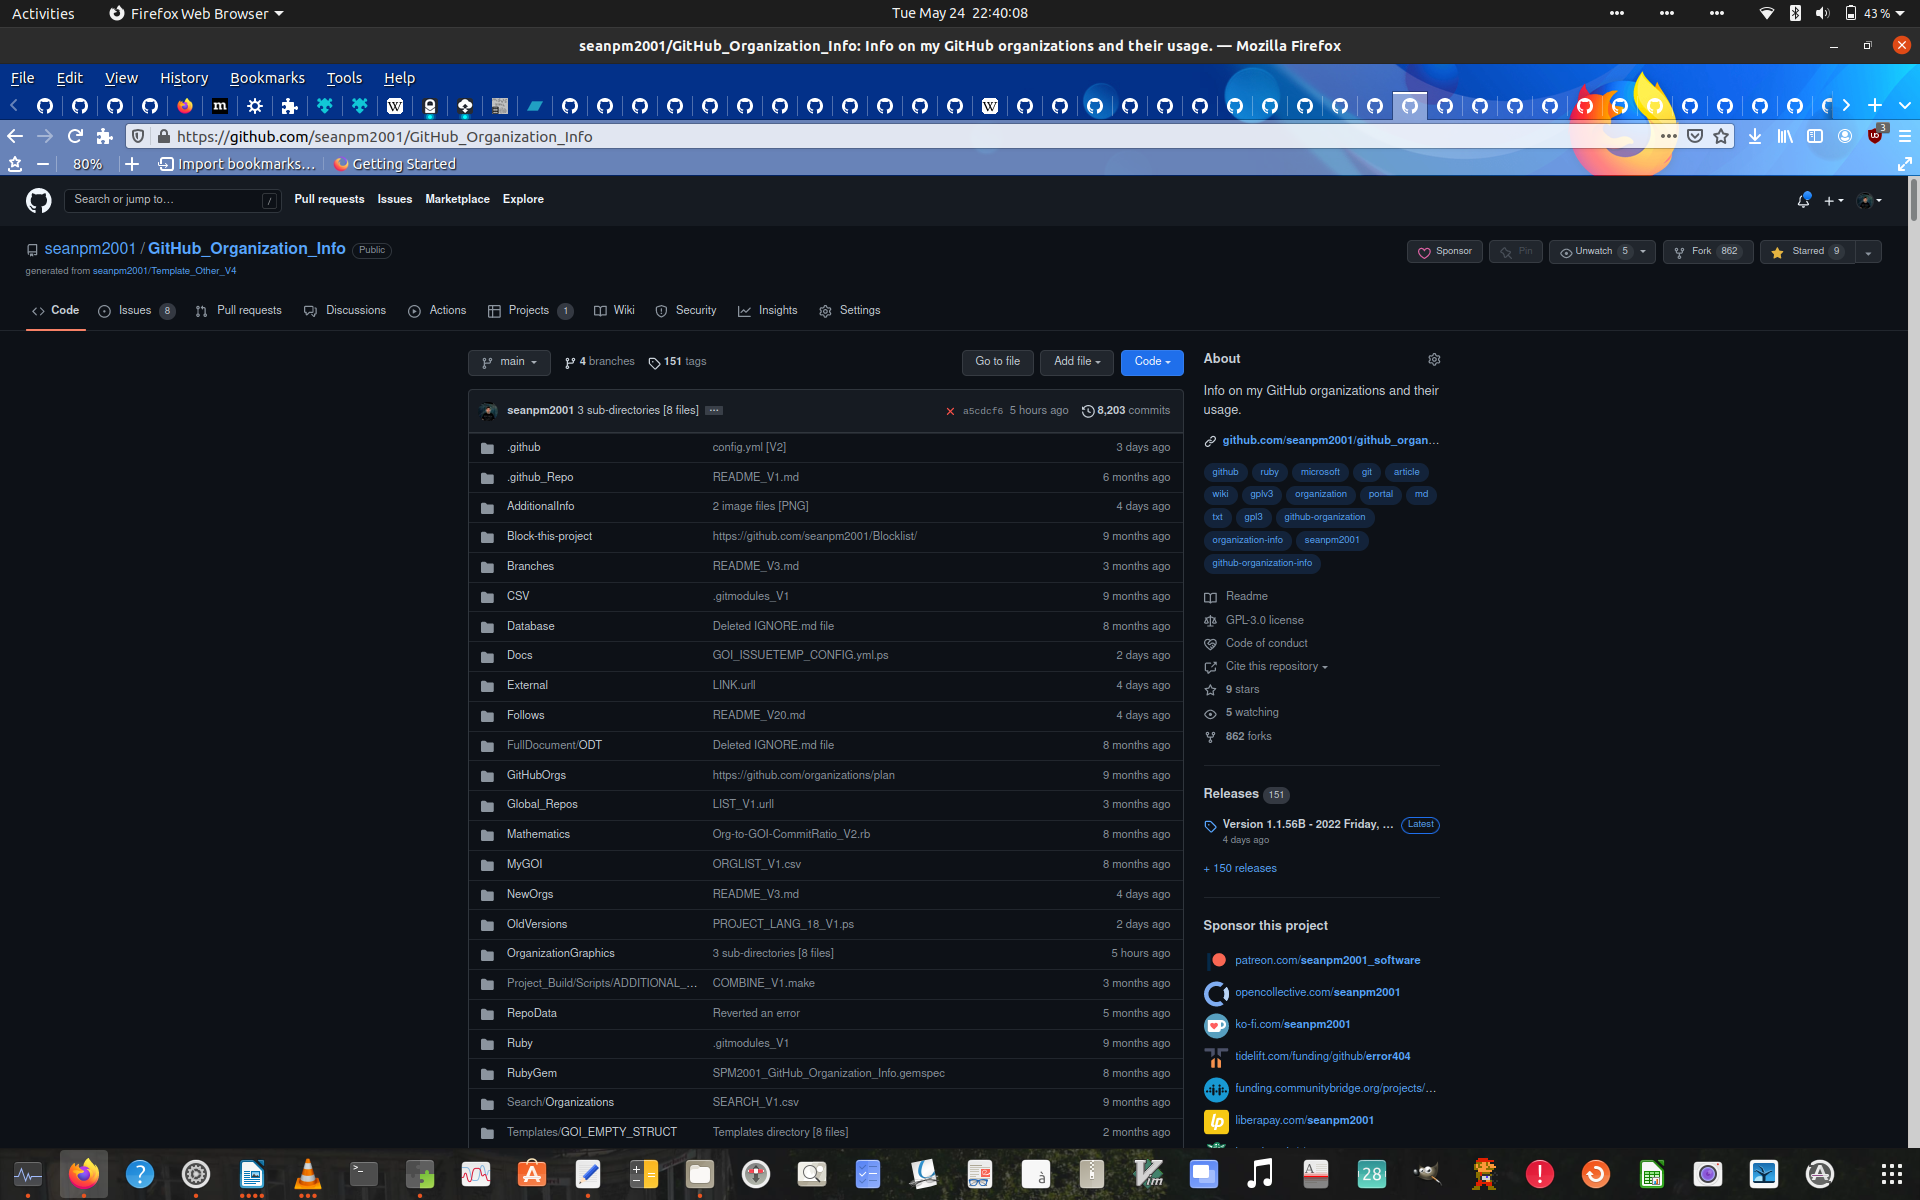 Activities Firefox Web Browser Tue May 24 22:40:08 43 %
seanpm2001/GitHub_Organization_Info: Info on my GitHub organizations and their usage. — Mozilla Firefox
File Edit View History Bookmarks Tools Help
https://github.com/seanpm2001/GitHub_Organization_Info 3
80% Import bookmarks... Getting Started
Search or jump to... / Pull requests Issues Marketplace Explore
seanpm2001 / GitHub_Organization_Info Public
Sponsor Pin Unwatch 5 Fork 862 Starred 9
generated from seanpm2001/Template_Other_V4
Code Issues 8 Pull requests Discussions Actions Projects 1 Wiki Security Insights Settings
main 4 branches 151 tags Go to file Add file Code
seanpm2001 3 sub-directories [8 files] ... a5cdcf6 5 hours ago 8,203 commits
.github config.yml [V2] 3 days ago
.github_Repo README_V1.md 6 months ago
AdditionalInfo 2 image files [PNG] 4 days ago
Block-this-project https://github.com/seanpm2001/Blocklist/ 9 months ago
Branches README_V3.md 3 months ago
CSV .gitmodules_V1 9 months ago
Database Deleted IGNORE.md file 8 months ago
Docs GOI_ISSUETEMP_CONFIG.yml.ps 2 days ago
External LINK.urll 4 days ago
Follows README_V20.md 4 days ago
FullDocument/ODT Deleted IGNORE.md file 8 months ago
GitHubOrgs https://github.com/organizations/plan 9 months ago
Global_Repos LIST_V1.urll 3 months ago
Mathematics Org-to-GOI-CommitRatio_V2.rb 8 months ago
MyGOI ORGLIST_V1.csv 8 months ago
NewOrgs README_V3.md 4 days ago
OldVersions PROJECT_LANG_18_V1.ps 2 days ago
OrganizationGraphics 3 sub-directories [8 files] 5 hours ago
Project_Build/Scripts/ADDITIONAL_... COMBINE_V1.make 3 months ago
RepoData Reverted an error 5 months ago
Ruby .gitmodules_V1 9 months ago
RubyGem SPM2001_GitHub_Organization_Info.gemspec 8 months ago
Search/Organizations SEARCH_V1.csv 9 months ago
Templates/GOI_EMPTY_STRUCT Templates directory [8 files] 2 months ago
About
Info on my GitHub organizations and their
usage.
github.com/seanpm2001/github_organ...
github ruby microsoft git article
wiki gplv3 organization portal md
txt gpl3 github-organization
organization-info seanpm2001
github-organization-info
Readme
GPL-3.0 license
Code of conduct
Cite this repository
9 stars
5 watching
862 forks
Releases 151
Version 1.1.56B - 2022 Friday, ... Latest
4 days ago
+ 150 releases
Sponsor this project
patreon.com/seanpm2001_software
opencollective.com/seanpm2001
ko-fi.com/seanpm2001
tidelift.com/funding/github/error404
funding.communitybridge.org/projects/...
liberapay.com/seanpm2001
28